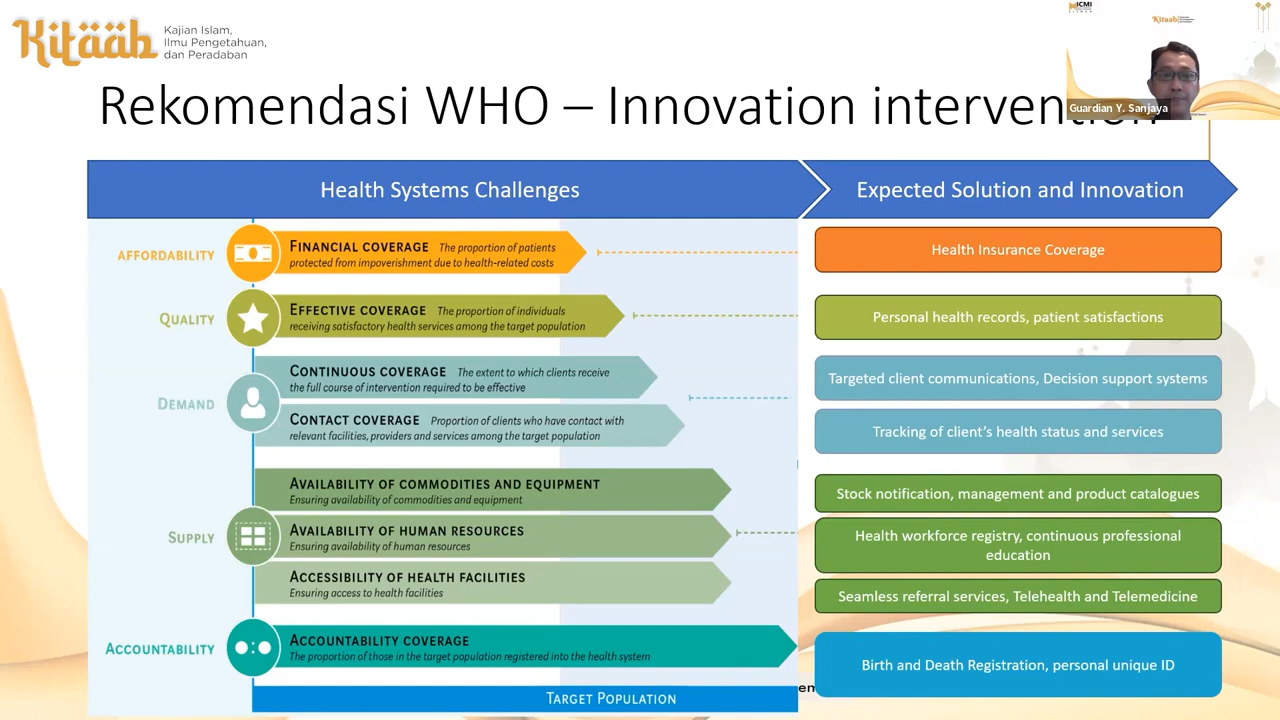 Kitaab
Kajian Islam,
Ilmu Pengetahuan,
dan Peradaban
ICMI
Kitaab
Guardian Y. Sanjaya
Rekomendasi WHO – Innovation intervention
Health Systems Challenges
Expected Solution and Innovation
AFFORDABILITY
FINANCIAL COVERAGE The proportion of patients
protected from impoverishment due to health-related costs
Health Insurance Coverage
QUALITY
EFFECTIVE COVERAGE The proportion of individuals
receiving satisfactory health services among the target population
Personal health records, patient satisfactions
DEMAND
CONTINUOUS COVERAGE The extent to which clients receive
the full course of intervention required to be effective
Targeted client communications, Decision support systems
CONTACT COVERAGE Proportion of clients who have contact with
relevant facilities, providers and services among the target population
Tracking of client's health status and services
SUPPLY
AVAILABILITY OF COMMODITIES AND EQUIPMENT
Ensuring availability of commodities and equipment
Stock notification, management and product catalogues
AVAILABILITY OF HUMAN RESOURCES
Ensuring availability of human resources
Health workforce registry, continuous professional
education
ACCESSIBILITY OF HEALTH FACILITIES
Ensuring access to health facilities
Seamless referral services, Telehealth and Telemedicine
ACCOUNTABILITY
ACCOUNTABILITY COVERAGE
The proportion of those in the target population registered into the health system
Birth and Death Registration, personal unique ID
TARGET POPULATION